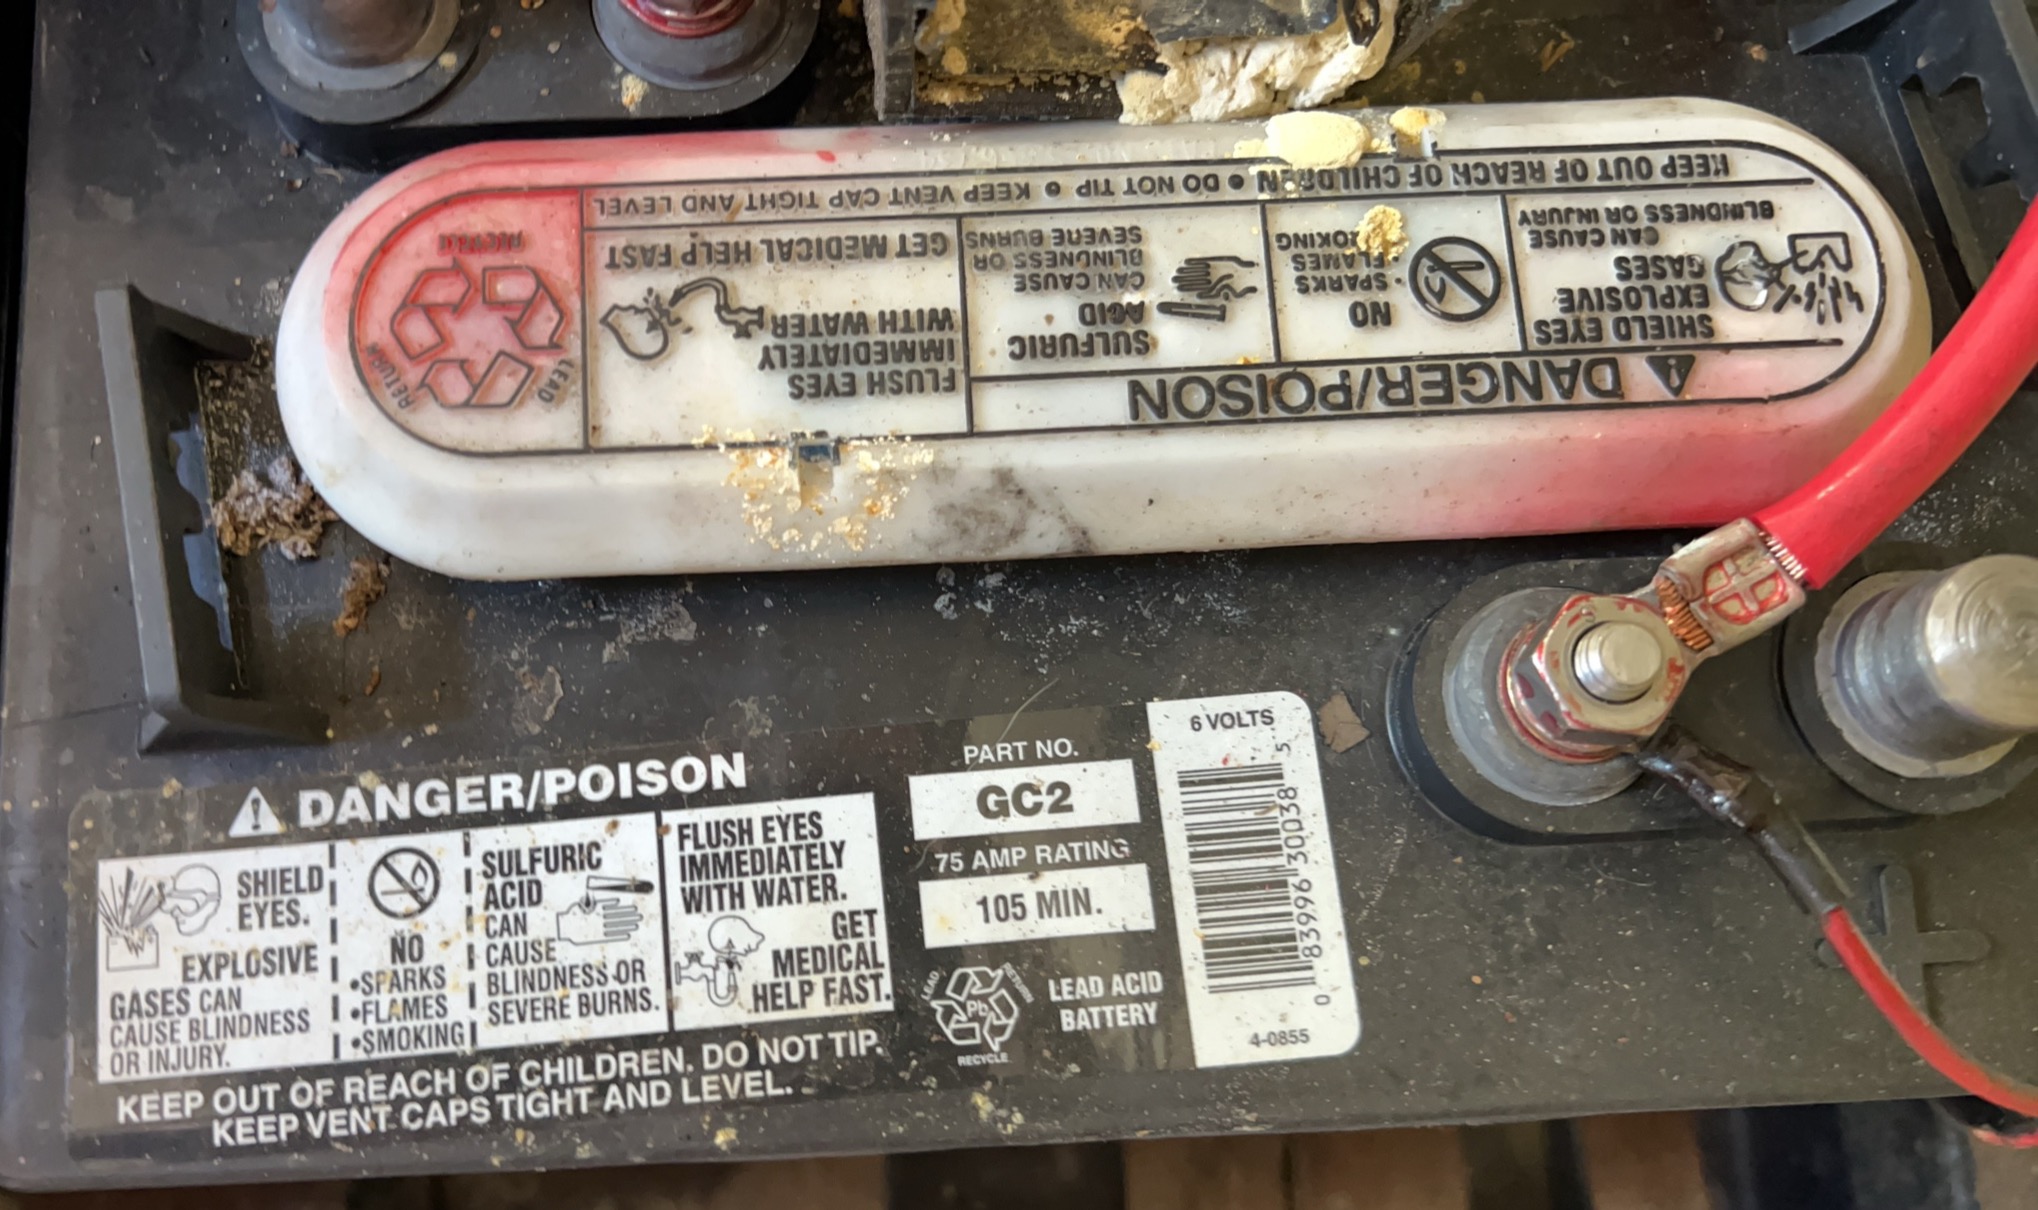 DANGER/POISON
SHIELD EYES
EXPLOSIVE
GASES
CAN CAUSE
BLINDNESS OR INJURY
NO
• SPARKS
FLAMES
SULFURIC
ACID
CAN CAUSE
BLINDNESS OR
SEVERE BURNS
FLUSH EYES
IMMEDIATELY
WITH WATER
GET MEDICAL HELP FAST
KEEP OUT OF REACH OF CHILDREN • DO NOT TIP • KEEP VENT CAP TIGHT AND LEVEL
LEAD
RETURN
RECYCLE
DANGER/POISON
SHIELD
EYES.
EXPLOSIVE
GASES CAN
CAUSE BLINDNESS
OR INJURY.
NO
•SPARKS
•FLAMES
•SMOKING
SULFURIC
ACID
CAN
CAUSE
BLINDNESS OR
SEVERE BURNS.
FLUSH EYES
IMMEDIATELY
WITH WATER.
GET
MEDICAL
HELP FAST.
KEEP OUT OF REACH OF CHILDREN. DO NOT TIP.
KEEP VENT CAPS TIGHT AND LEVEL.
PART NO.
GC2
75 AMP RATING
105 MIN.
LEAD
RETURN
Pb
RECYCLE
LEAD ACID
BATTERY
6 VOLTS
0 83996 30038 5
4-0855